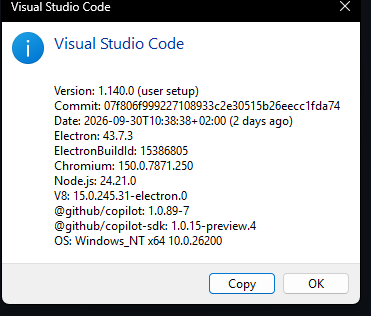 Visual Studio Code
Visual Studio Code
Version: 1.140.0 (user setup)
Commit: 07f806f999227108933c2e30515b26eecc1fda74
Date: 2026-09-30T10:38:38+02:00 (2 days ago)
Electron: 43.7.3
ElectronBuildId: 15386805
Chromium: 150.0.7871.250
Node.js: 24.21.0
V8: 15.0.245.31-electron.0
@github/copilot: 1.0.89-7
@github/copilot-sdk: 1.0.15-preview.4
OS: Windows_NT x64 10.0.26200
Copy
OK